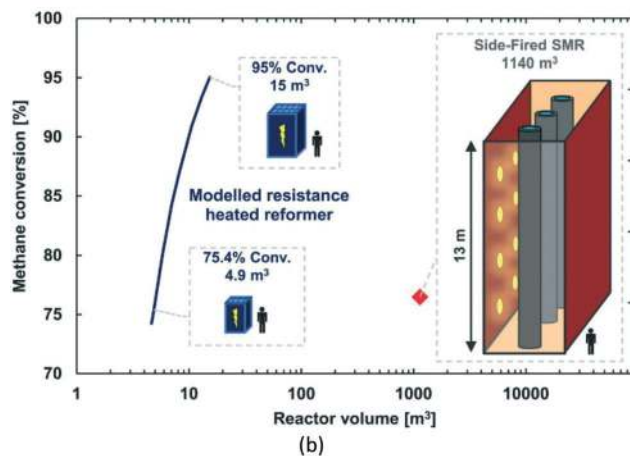 100
95
90
85
80
75
70
Methane conversion [%]
95% Conv.
15 m³
Modelled resistance
heated reformer
75.4% Conv.
4.9 m³
Side-Fired SMR
1140 m³
13 m
1
10
100
1000
10000
Reactor volume [m³]
(b)